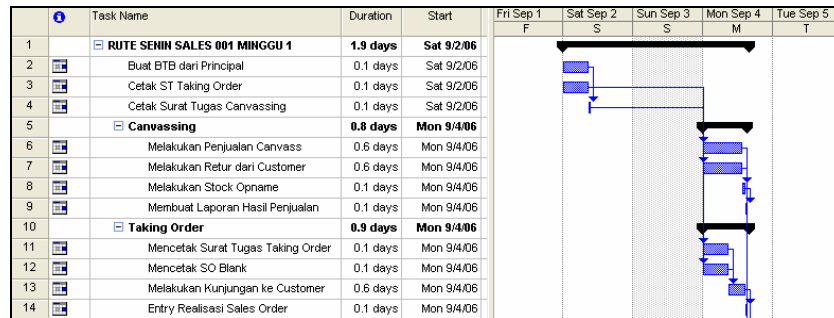 Task Name Duration Start Fri Sep 1 Sat Sep 2 Sun Sep 3 Mon Sep 4 Tue Sep 5
F S S M T
1 RUTE SENIN SALES 001 MINGGU 1 1.9 days Sat 9/2/06
2 Buat BTB dari Principal 0.1 days Sat 9/2/06
3 Cetak ST Taking Order 0.1 days Sat 9/2/06
4 Cetak Surat Tugas Canvassing 0.1 days Sat 9/2/06
5 Canvassing 0.8 days Mon 9/4/06
6 Melakukan Penjualan Canvass 0.6 days Mon 9/4/06
7 Melakukan Retur dari Customer 0.6 days Mon 9/4/06
8 Melakukan Stock Opname 0.1 days Mon 9/4/06
9 Membuat Laporan Hasil Penjualan 0.1 days Mon 9/4/06
10 Taking Order 0.9 days Mon 9/4/06
11 Mencetak Surat Tugas Taking Order 0.1 days Mon 9/4/06
12 Mencetak SO Blank 0.1 days Mon 9/4/06
13 Melakukan Kunjungan ke Customer 0.6 days Mon 9/4/06
14 Entry Realisasi Sales Order 0.1 days Mon 9/4/06